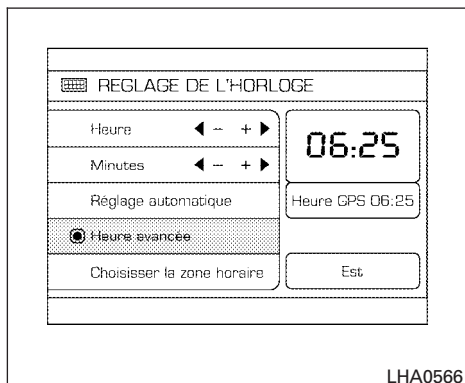 REGLAGE DE L'HORLOGE
Heure - +
Minutes - +
Réglage automatique
Heure avancée
Choisisser la zone horaire
06:25
Heure GPS 06:25
Est
LHA0566